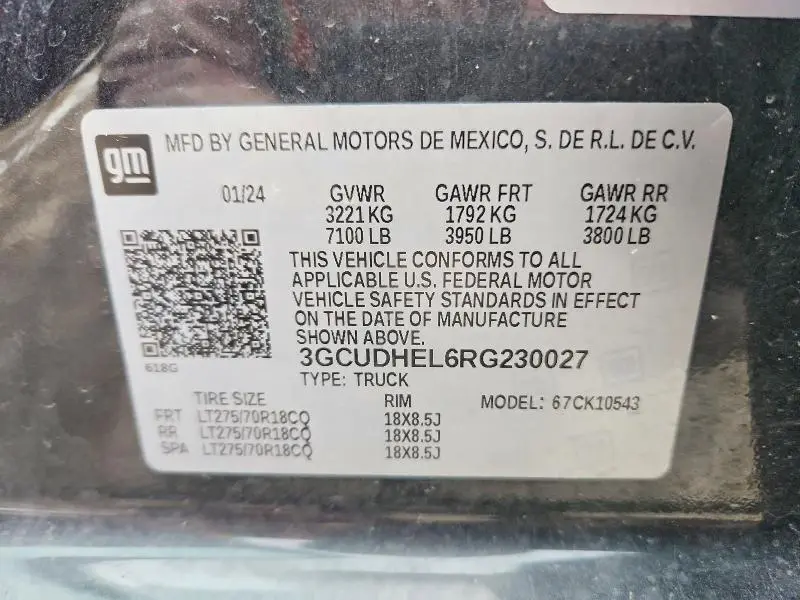 gm
MFD BY GENERAL MOTORS DE MEXICO, S. DE R.L. DE C.V.
01/24 GVWR GAWR FRT GAWR RR
3221 KG 1792 KG 1724 KG
7100 LB 3950 LB 3800 LB
THIS VEHICLE CONFORMS TO ALL
APPLICABLE U.S. FEDERAL MOTOR
VEHICLE SAFETY STANDARDS IN EFFECT
ON THE DATE OF MANUFACTURE
SHOWN ABOVE.
618G 3GCUDHEL6RG230027
TYPE: TRUCK
TIRE SIZE RIM MODEL: 67CK10543
FRT LT275/70R18CQ 18X8.5J
RR LT275/70R18CQ 18X8.5J
SPA LT275/70R18CQ 18X8.5J